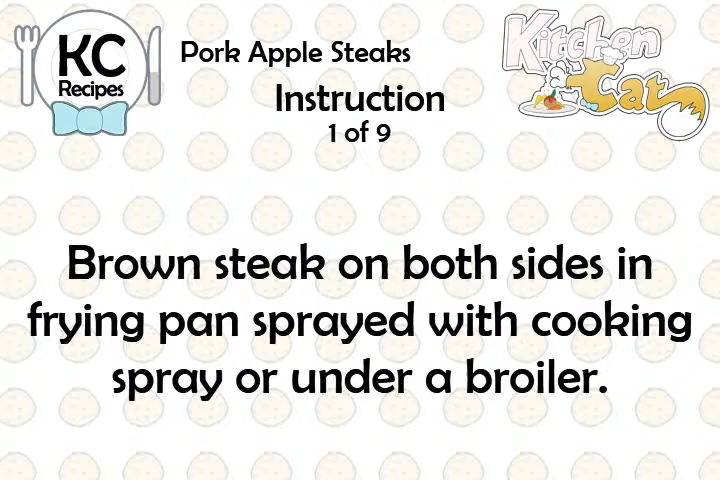 KC
Recipes
Pork Apple Steaks
Instruction
1 of 9
Kitchen
Cat
Brown steak on both sides in
frying pan sprayed with cooking
spray or under a broiler.